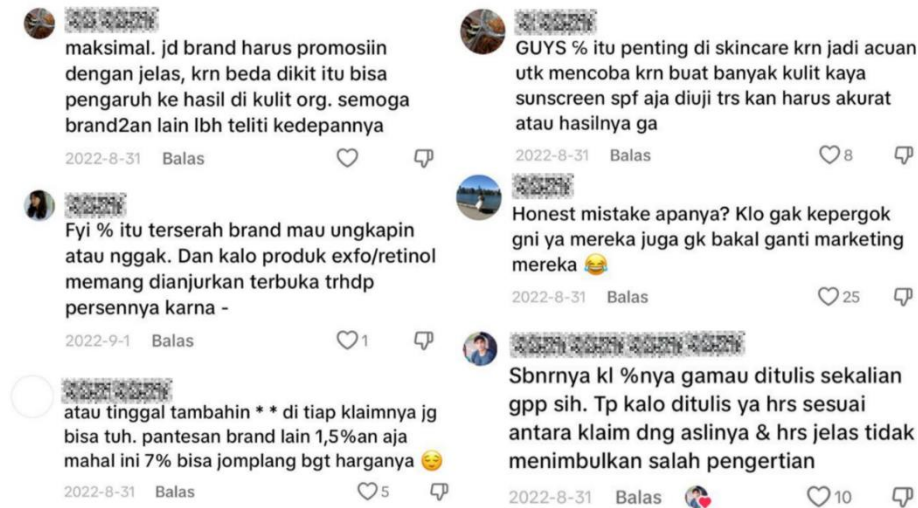 maksimal. jd brand harus promosiin
dengan jelas, krn beda dikit itu bisa
pengaruh ke hasil di kulit org. semoga
brand2an lain lbh teliti kedepannya
2022-8-31 Balas
Fyi % itu terserah brand mau ungkapin
atau nggak. Dan kalo produk exfo/retinol
memang dianjurkan terbuka trhdp
persennya karna -
2022-9-1 Balas 1
atau tinggal tambahin * * di tiap klaimnya jg
bisa tuh. pantesan brand lain 1,5%an aja
mahal ini 7% bisa jomplang bgt harganya 😌
2022-8-31 Balas 5
GUYS % itu penting di skincare krn jadi acuan
utk mencoba krn buat banyak kulit kaya
sunscreen spf aja diuji trs kan harus akurat
atau hasilnya ga
2022-8-31 Balas 8
Honest mistake apanya? Klo gak kepergok
gni ya mereka juga gk bakal ganti marketing
mereka 😂
2022-8-31 Balas 25
Sbnrnya kl %nya gamau ditulis sekalian
gpp sih. Tp kalo ditulis ya hrs sesuai
antara klaim dng aslinya & hrs jelas tidak
menimbulkan salah pengertian
2022-8-31 Balas 10